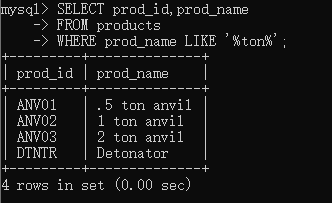 mysql> SELECT prod_id,prod_name
    -> FROM products
    -> WHERE prod_name LIKE '%ton%';
+---------+--------------+
| prod_id | prod_name    |
+---------+--------------+
| ANV01   | .5 ton anvil |
| ANV02   | 1 ton anvil  |
| ANV03   | 2 ton anvil  |
| DTNTR   | Detonator    |
+---------+--------------+
4 rows in set (0.00 sec)